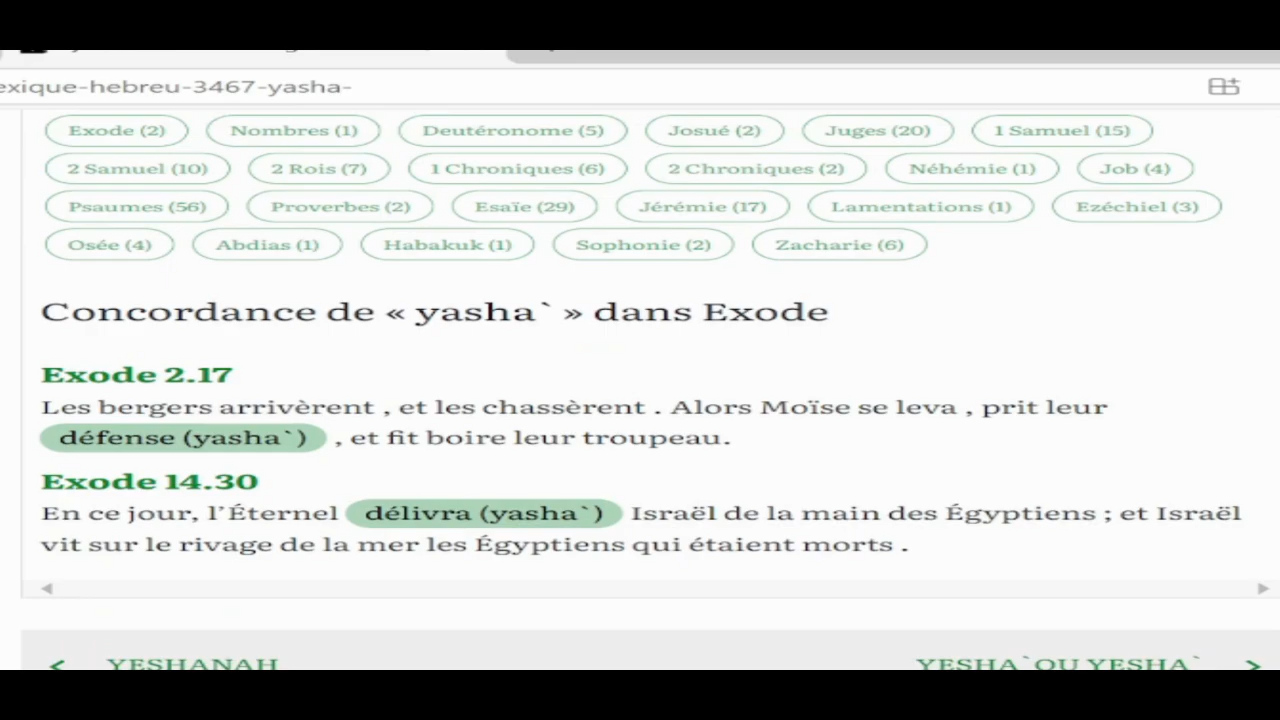 exique-hebreu-3467-yasha-
Exode (2) Nombres (1) Deutéronome (5) Josué (2) Juges (20) 1 Samuel (15)
2 Samuel (10) 2 Rois (7) 1 Chroniques (6) 2 Chroniques (2) Néhémie (1) Job (4)
Psaumes (56) Proverbes (2) Esaïe (29) Jérémie (17) Lamentations (1) Ezéchiel (3)
Osée (4) Abdias (1) Habakuk (1) Sophonie (2) Zacharie (6)
Concordance de « yasha` » dans Exode
Exode 2.17
Les bergers arrivèrent , et les chassèrent . Alors Moïse se leva , prit leur
défense (yasha`) , et fit boire leur troupeau.
Exode 14.30
En ce jour, l’Éternel délivra (yasha`) Israël de la main des Égyptiens ; et Israël
vit sur le rivage de la mer les Égyptiens qui étaient morts .
YESHANAH YESHA`OU YESHA`